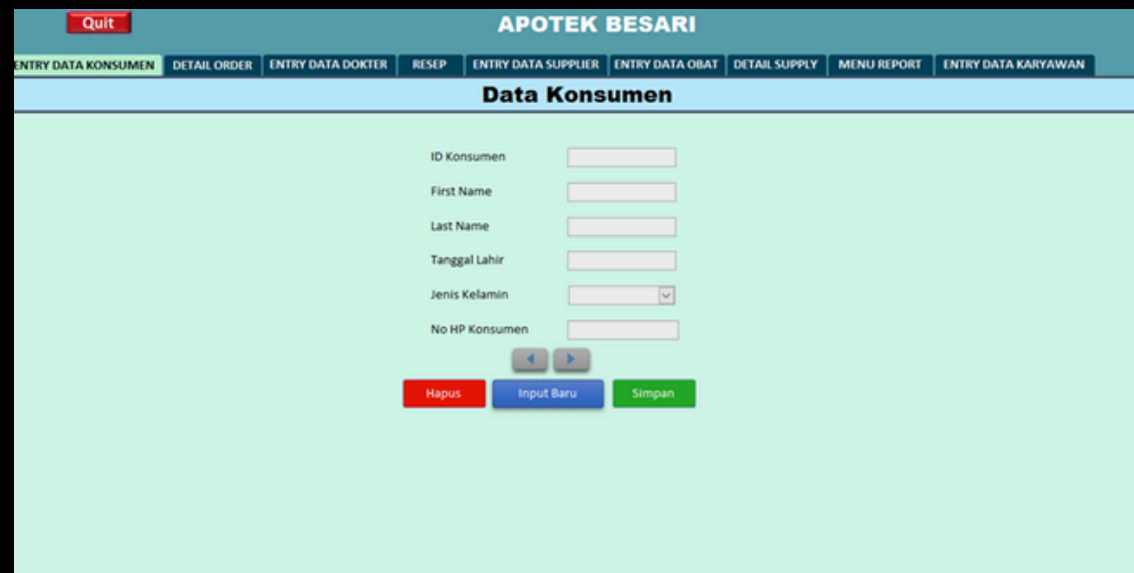 Quit
APOTEK BESARI
ENTRY DATA KONSUMEN DETAIL ORDER ENTRY DATA DOKTER RESEP ENTRY DATA SUPPLIER ENTRY DATA OBAT DETAIL SUPPLY MENU REPORT ENTRY DATA KARYAWAN
Data Konsumen
ID Konsumen
First Name
Last Name
Tanggal Lahir
Jenis Kelamin
No HP Konsumen
Hapus Input Baru Simpan